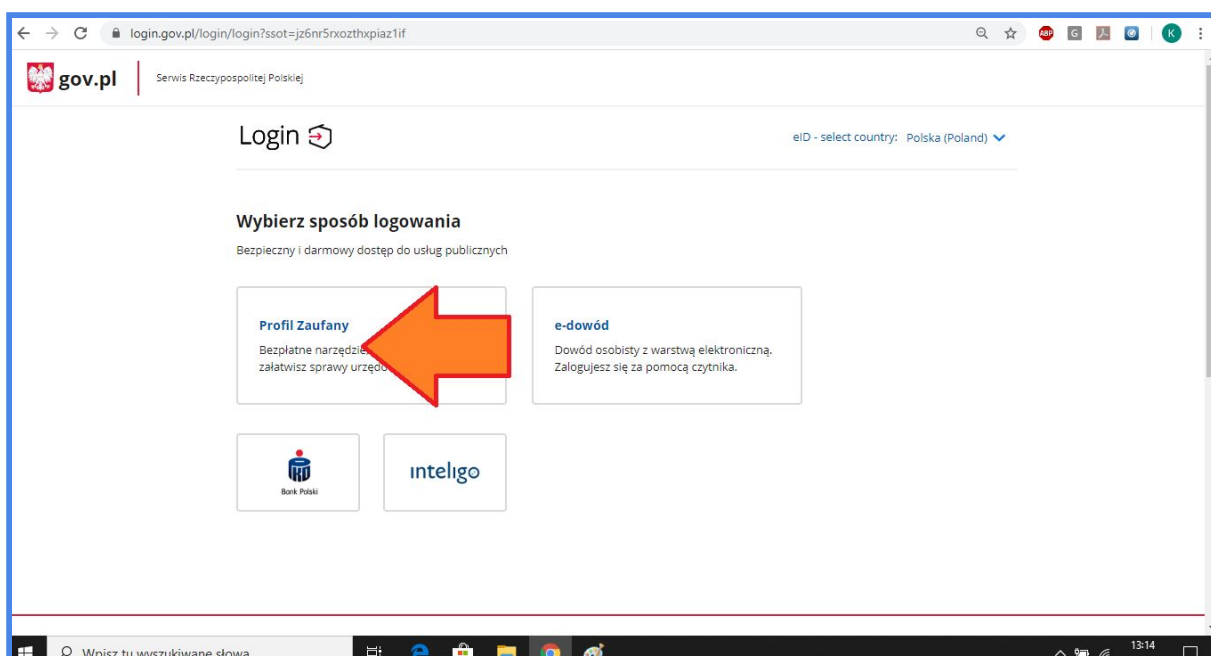 login.gov.pl/login/login?ssot=jz6nr5rxozthxpiaz1if
ABP
G
K
gov.pl
Serwis Rzeczypospolitej Polskiej
Login
eID - select country: Polska (Poland)
Wybierz sposób logowania
Bezpieczny i darmowy dostęp do usług publicznych
Profil Zaufany
Bezpłatne narzędzie
załatwisz sprawy
e-dowód
Dowód osobisty z warstwą elektroniczną.
Zalogujesz się za pomocą czytnika.
Bank Polski
inteligo
Wpisz tu wyszukiwane słowa
13:14